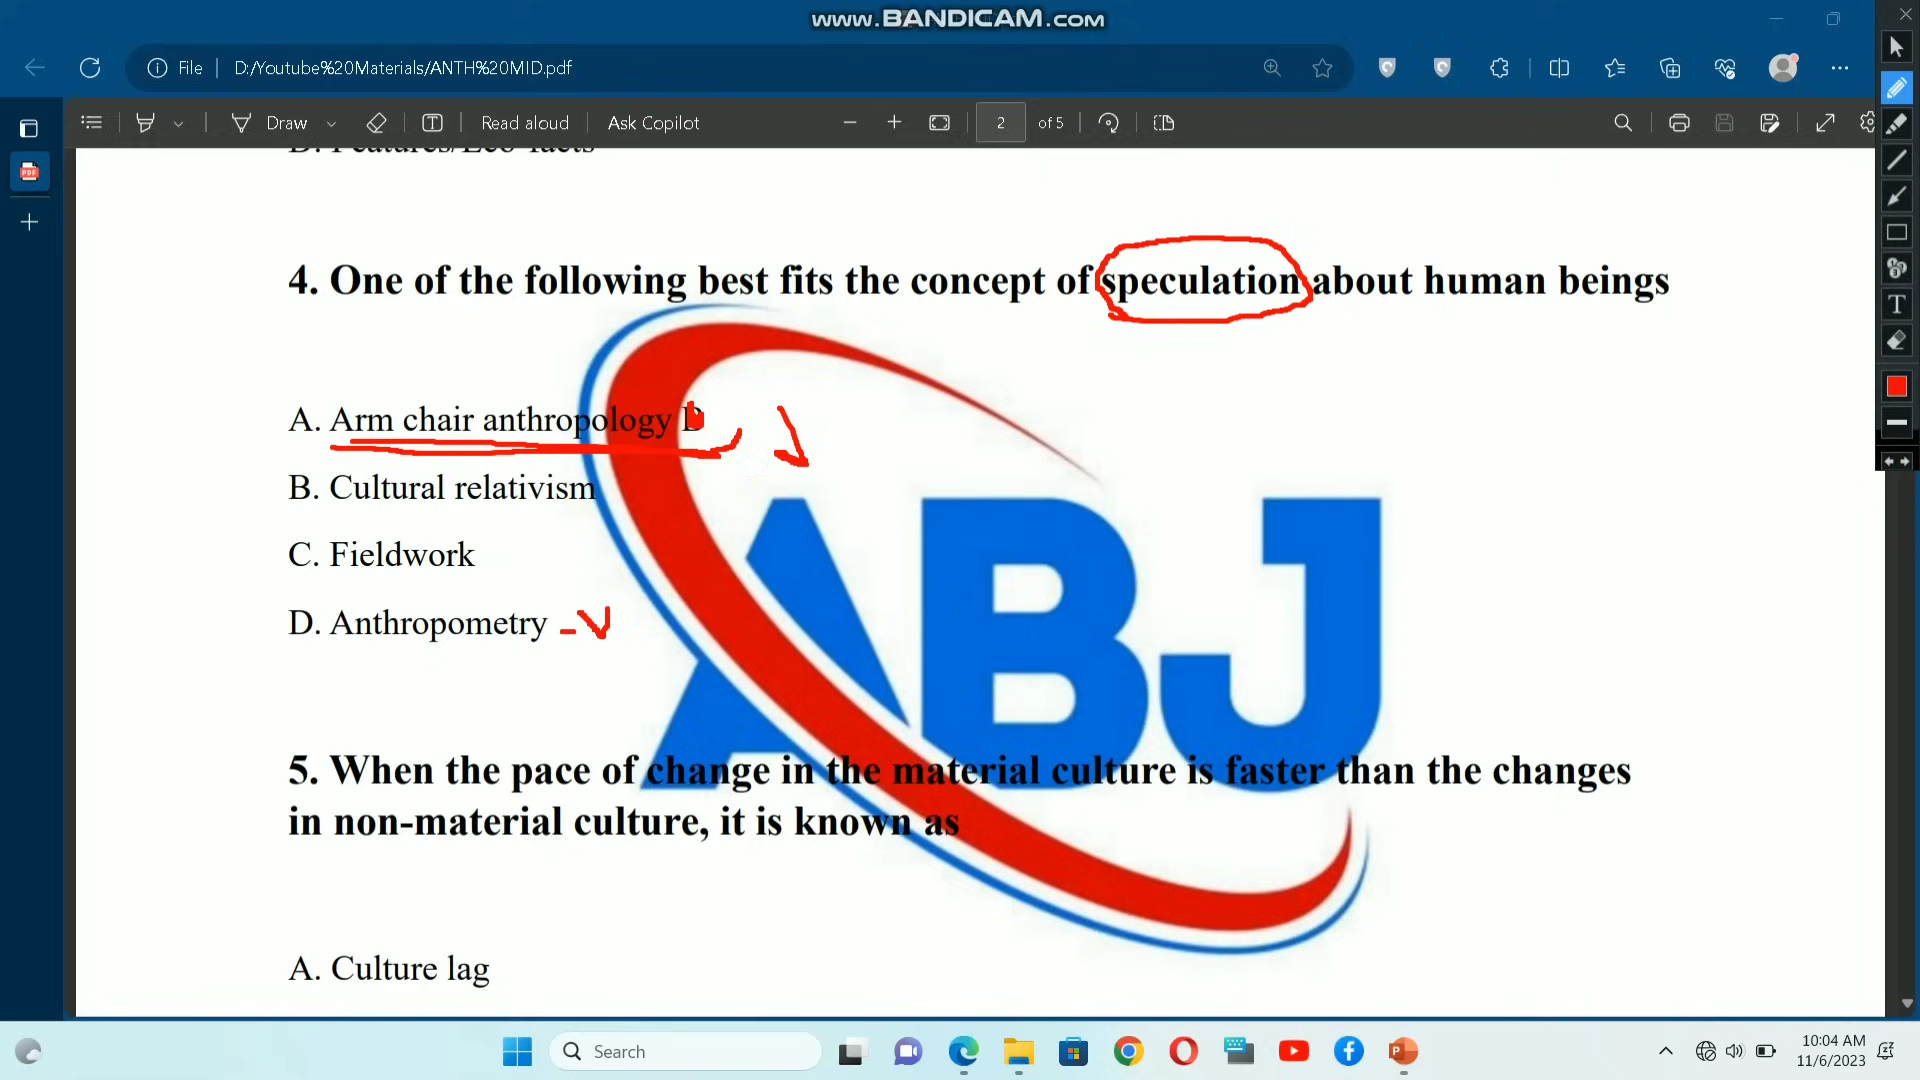 www.BANDICAM.com
File D:/Youtube%20Materials/ANTH%20MID.pdf
Draw Read aloud Ask Copilot 2 of 5
D. Features/Eco-facts
4. One of the following best fits the concept of speculation about human beings
A. Arm chair anthropology B
B. Cultural relativism
C. Fieldwork
D. Anthropometry
ABJ
5. When the pace of change in the material culture is faster than the changes
in non-material culture, it is known as
A. Culture lag
Search
10:04 AM
11/6/2023